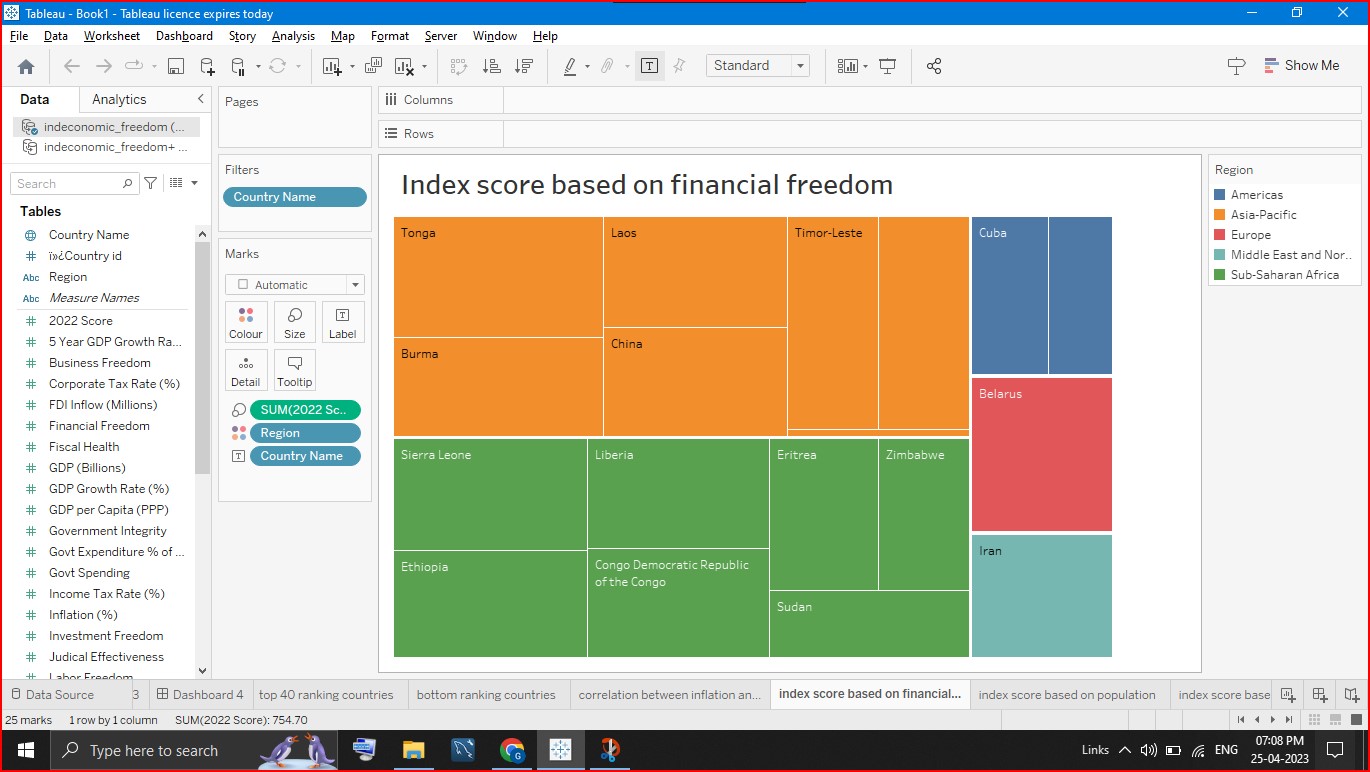 Tableau - Book1 - Tableau licence expires today
File Data Worksheet Dashboard Story Analysis Map Format Server Window Help
Standard
Show Me
Data Analytics
indeconomic_freedom (...
indeconomic_freedom+ ...
Search
Tables
Country Name
ï»¿Country id
Abc Region
Abc Measure Names
2022 Score
5 Year GDP Growth Ra...
Business Freedom
Corporate Tax Rate (%)
FDI Inflow (Millions)
Financial Freedom
Fiscal Health
GDP (Billions)
GDP Growth Rate (%)
GDP per Capita (PPP)
Government Integrity
Govt Expenditure % of ...
Govt Spending
Income Tax Rate (%)
Inflation (%)
Investment Freedom
Judical Effectiveness
Labor Freedom
Pages
Filters
Country Name
Marks
Automatic
Colour Size Label
Detail Tooltip
SUM(2022 Sc..
Region
Country Name
Columns
Rows
Index score based on financial freedom
Tonga
Laos
Timor-Leste
Cuba
Burma
China
Belarus
Sierra Leone
Liberia
Eritrea
Zimbabwe
Ethiopia
Congo Democratic Republic
of the Congo
Sudan
Iran
Region
Americas
Asia-Pacific
Europe
Middle East and Nor..
Sub-Saharan Africa
Data Source 3 Dashboard 4 top 40 ranking countries bottom ranking countries correlation between inflation an... index score based on financial... index score based on population index score base
25 marks 1 row by 1 column SUM(2022 Score): 754.70
Type here to search
Links ENG
07:08 PM
25-04-2023